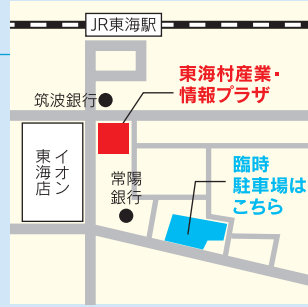 JR東海駅
東海村産業・
情報プラザ
筑波銀行
イオン
東海店
常陽
銀行
臨時
駐車場は
こちら